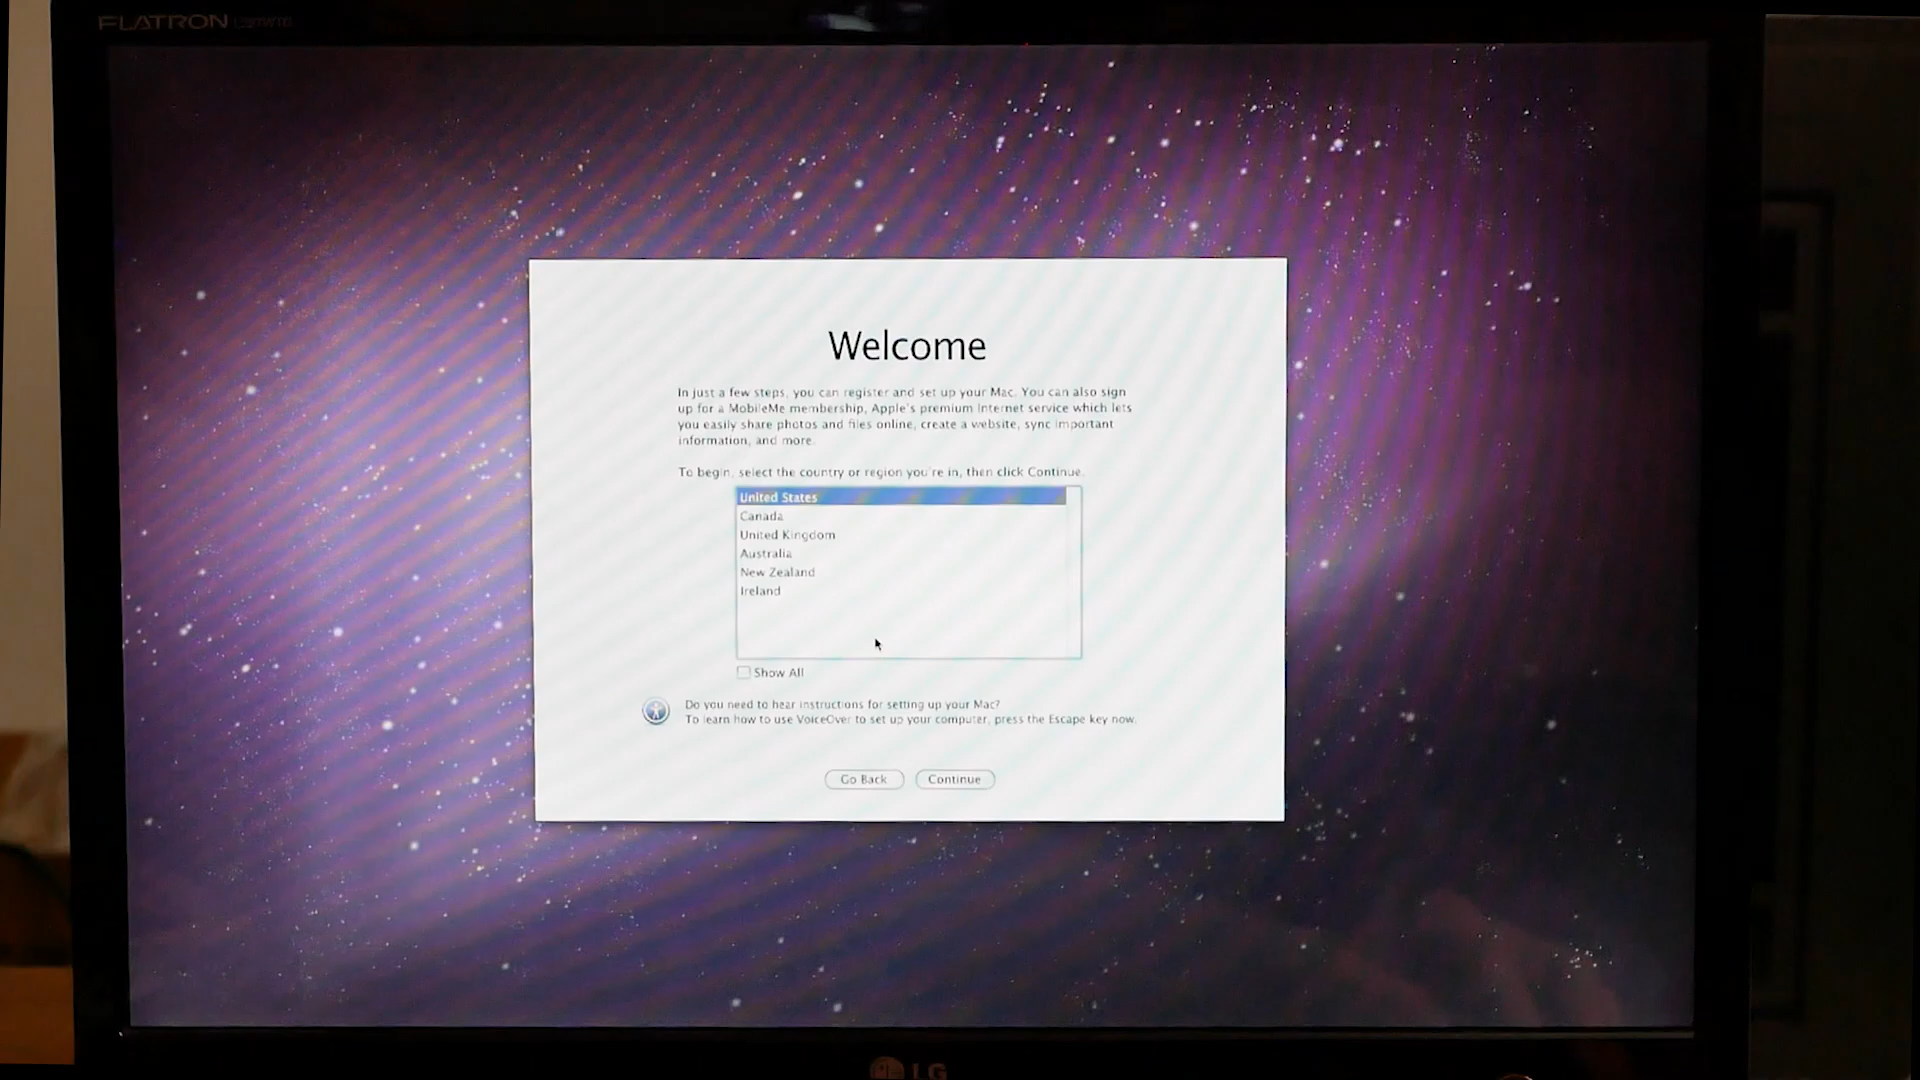 FLATRON
Welcome
In just a few steps, you can register and set up your Mac. You can also sign
up for a MobileMe membership, Apple's premium Internet service which lets
you easily share photos and files online, create a website, sync important
information, and more.
To begin, select the country or region you're in, then click Continue.
United States
Canada
United Kingdom
Australia
New Zealand
Ireland
Show All
Do you need to hear instructions for setting up your Mac?
To learn how to use VoiceOver to set up your computer, press the Escape key now.
Go Back Continue
LG